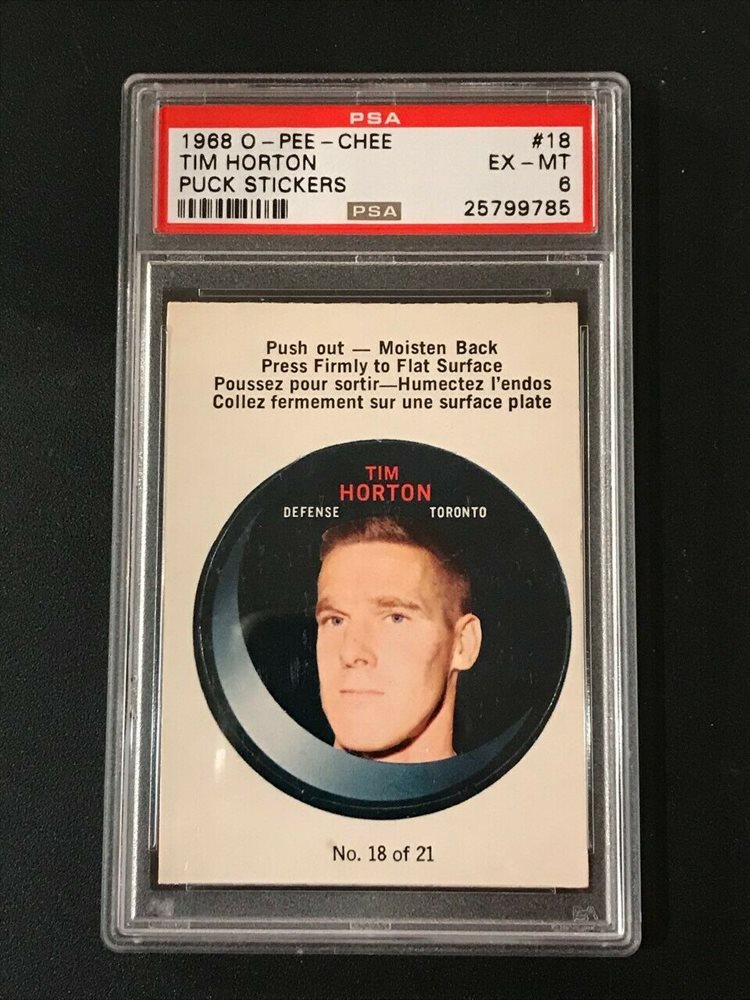 PSA
1968 O-PEE-CHEE #18
TIM HORTON EX-MT
PUCK STICKERS 6
PSA 25799785
Push out — Moisten Back
Press Firmly to Flat Surface
Poussez pour sortir—Humectez l'endos
Collez fermement sur une surface plate
TIM
HORTON
DEFENSE TORONTO
No. 18 of 21